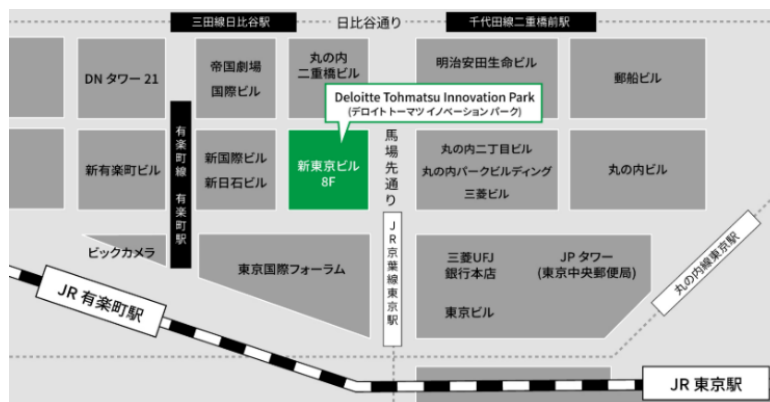 三田線日比谷駅
日比谷通り
千代田線二重橋前駅
DN タワー 21
帝国劇場
国際ビル
丸の内
二重橋ビル
明治安田生命ビル
郵船ビル
Deloitte Tohmatsu Innovation Park
(デロイト トーマツ イノベーション パーク)
有楽町線 有楽町駅
馬場先通り
新有楽町ビル
新国際ビル
新日石ビル
新東京ビル
8F
丸の内二丁目ビル
丸の内パークビルディング
三菱ビル
丸の内ビル
ビックカメラ
東京国際フォーラム
JR京葉線東京駅
三菱UFJ
銀行本店
JP タワー
(東京中央郵便局)
東京ビル
丸の内線東京駅
JR 有楽町駅
JR 東京駅